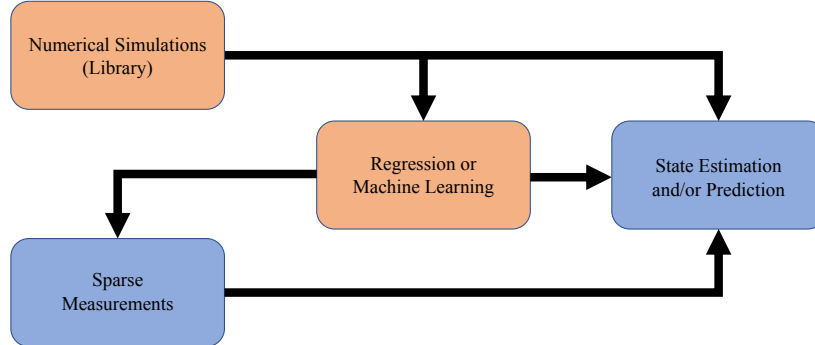 Numerical Simulations
(Library)
Regression or
Machine Learning
State Estimation
and/or Prediction
Sparse
Measurements